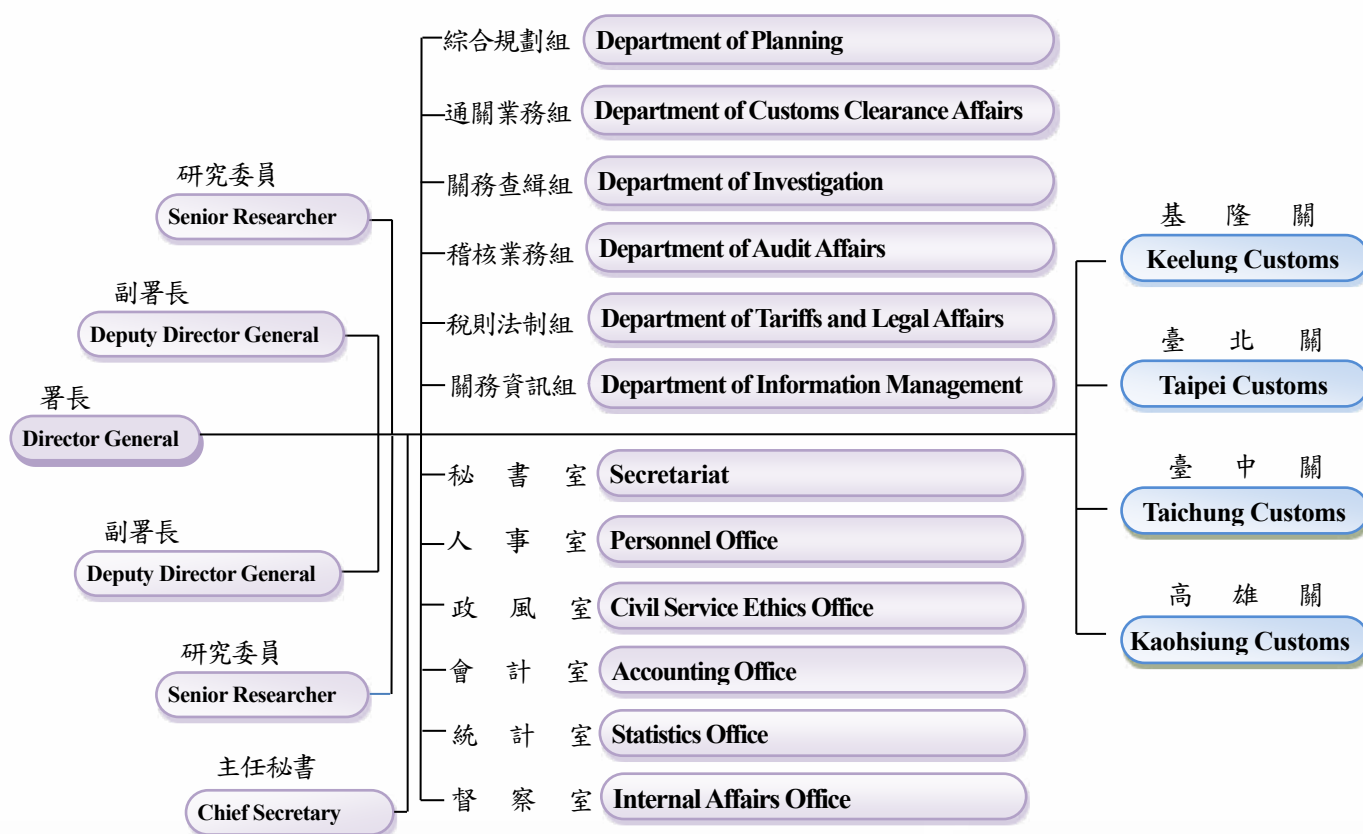 研究委員
Senior Researcher
副署長
Deputy Director General
署長
Director General
副署長
Deputy Director General
研究委員
Senior Researcher
主任秘書
Chief Secretary
綜合規劃組 Department of Planning
通關業務組 Department of Customs Clearance Affairs
關務查緝組 Department of Investigation
稽核業務組 Department of Audit Affairs
稅則法制組 Department of Tariffs and Legal Affairs
關務資訊組 Department of Information Management
秘書室 Secretariat
人事室 Personnel Office
政風室 Civil Service Ethics Office
會計室 Accounting Office
統計室 Statistics Office
督察室 Internal Affairs Office
基隆關
Keelung Customs
臺北關
Taipei Customs
臺中關
Taichung Customs
高雄關
Kaohsiung Customs